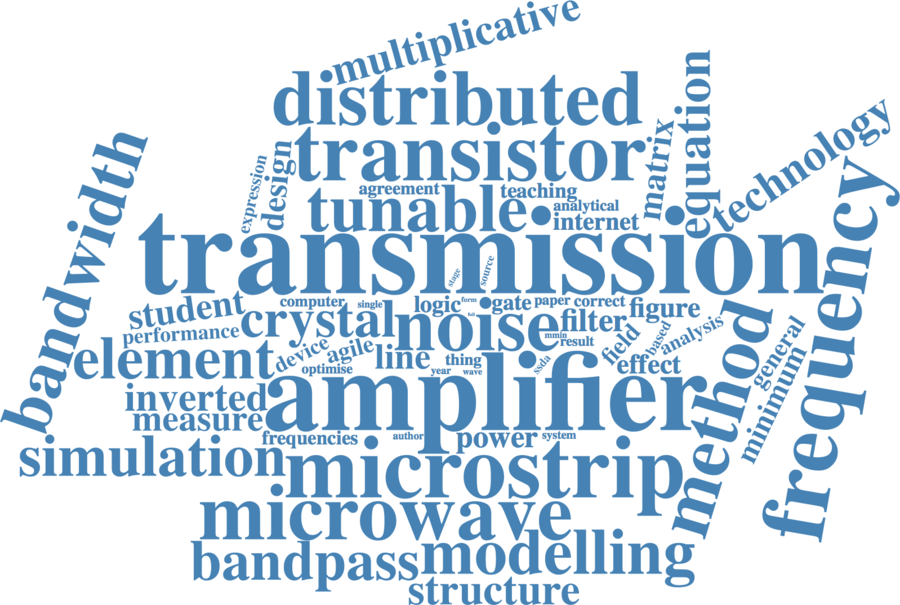 multiplicative
distributed
transistor
matrix
equation
technology
bandwidth
expression
design
agreement
teaching
tunable
analytical
internet
transmission
frequency
stage
source
student
computer
single
logic
form
full
gate
paper
correct
figure
performance
crystal
noise
filter
field
based
analysis
mmin
result
element
device
agile
line
thing
optimise
year
wave
ssda
effect
method
general
minimum
inverted
amplifier
measure
frequencies
author
power
system
simulation
microstrip
microwave
bandpass
modelling
structure